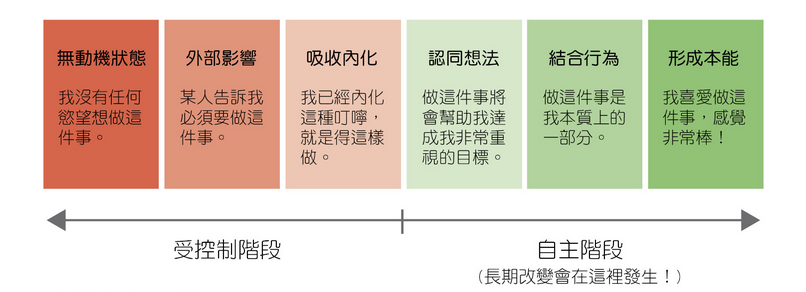 無動機狀態
我沒有任何
慾望想做這
件事。
外部影響
某人告訴我
必須要做這
件事。
吸收內化
我已經內化
這種叮嚀，
就是得這樣
做。
認同想法
做這件事將
會幫助我達
成我非常重
視的目標。
結合行為
做這件事是
我本質上的
一部分。
形成本能
我喜愛做這
件事，感覺
非常棒！
受控制階段
自主階段
（長期改變會在這裡發生！）